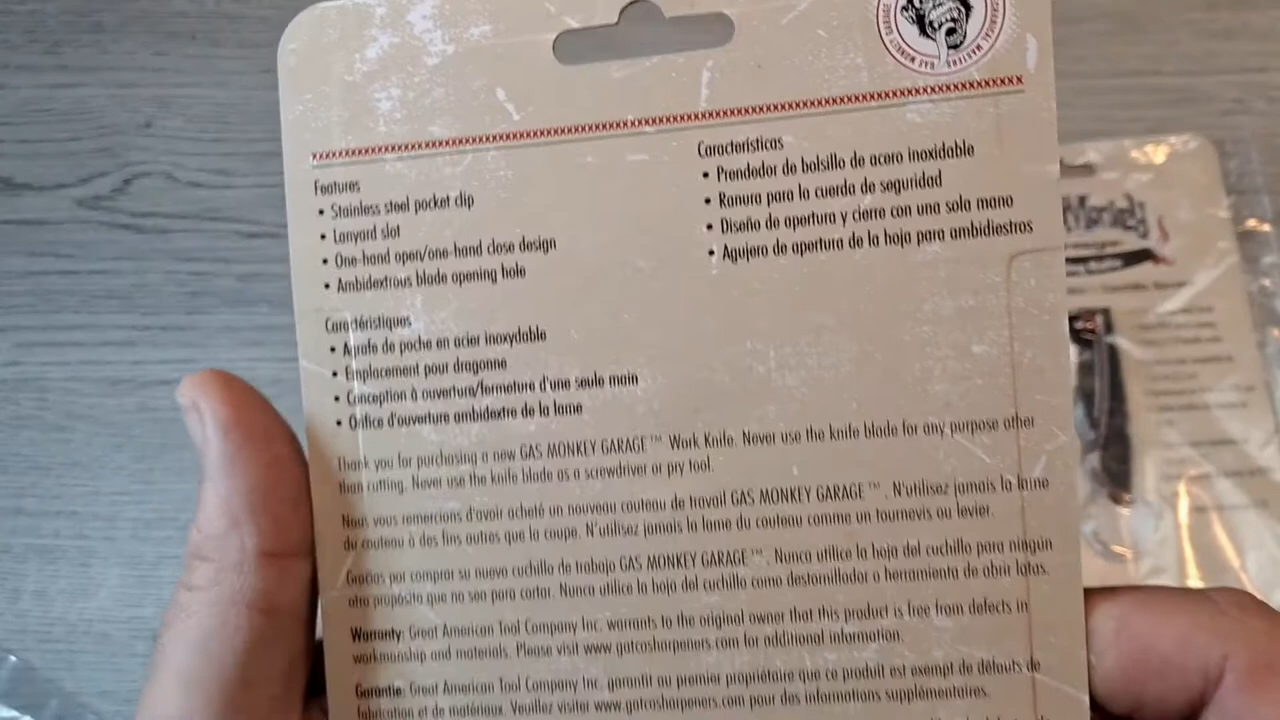 GAS MONKEY GARAGE
Features
• Stainless steel pocket clip
• Lanyard slot
• One-hand open/one-hand close design
• Ambidextrous blade opening hole
Características
• Prendedor de bolsillo de acero inoxidable
• Ranura para la cuerda de seguridad
• Diseño de apertura y cierre con una sola mano
• Agujero de apertura de la hoja para ambidiestros
Caractéristiques
• Agrafe de poche en acier inoxydable
• Emplacement pour dragonne
• Conception à ouverture/fermeture d'une seule main
• Orifice d'ouverture ambidextre de la lame
Thank you for purchasing a new GAS MONKEY GARAGE™ Work Knife. Never use the knife blade for any purpose other
than cutting. Never use the knife blade as a screwdriver or pry tool.
Nous vous remercions d'avoir acheté un nouveau couteau de travail GAS MONKEY GARAGE™ . N'utilisez jamais la lame
du couteau à des fins autres que la coupe. N'utilisez jamais la lame du couteau comme un tournevis ou levier.
Gracias por comprar su nuevo cuchillo de trabajo GAS MONKEY GARAGE™. Nunca utilice la hoja del cuchillo para ningún
otro propósito que no sea para cortar. Nunca utilice la hoja del cuchillo como destornillador o herramienta de abrir latas.
Warranty: Great American Tool Company Inc. warrants to the original owner that this product is free from defects in
workmanship and materials. Please visit www.gatcosharpeners.com for additional information.
Garantie: Great American Tool Company Inc. garantit au premier propriétaire que ce produit est exempt de défauts de
fabrication et de matériaux. Veuillez visiter www.gatcosharpeners.com pour des informations supplémentaires.
Monkey